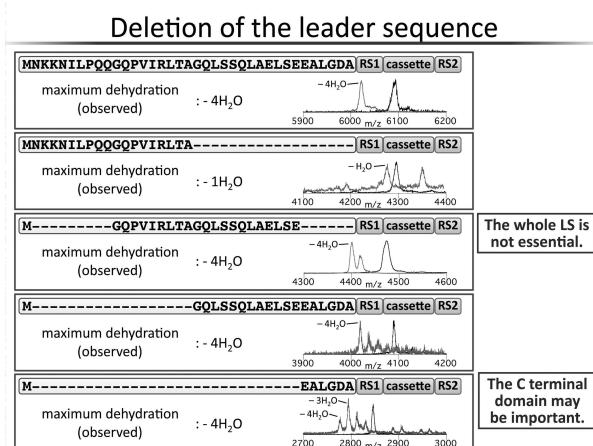 Deletion of the leader sequence
MNKKNILPQQGQPVIRLTAGQLSSQLAELSEEALGDA RS1 cassette RS2
maximum dehydration : - 4H2O
(observed)
- 4H2O
5900 6000 6100 6200
m/z
MNKKNILPQQGQPVIRLTA------------------ RS1 cassette RS2
maximum dehydration : - 1H2O
(observed)
- H2O
4100 4200 4300 4400
m/z
M---------GQPVIRLTAGQLSSQLAELSE------ RS1 cassette RS2
maximum dehydration : - 4H2O
(observed)
- 4H2O
4300 4400 4500 4600
m/z
The whole LS is
not essential.
M------------------GQLSSQLAELSEEALGDA RS1 cassette RS2
maximum dehydration : - 4H2O
(observed)
- 4H2O
3900 4000 4100 4200
m/z
M------------------------------EALGDA RS1 cassette RS2
maximum dehydration : - 4H2O
(observed)
- 3H2O
- 4H2O
2700 2800 2900 3000
m/z
The C terminal
domain may
be important.